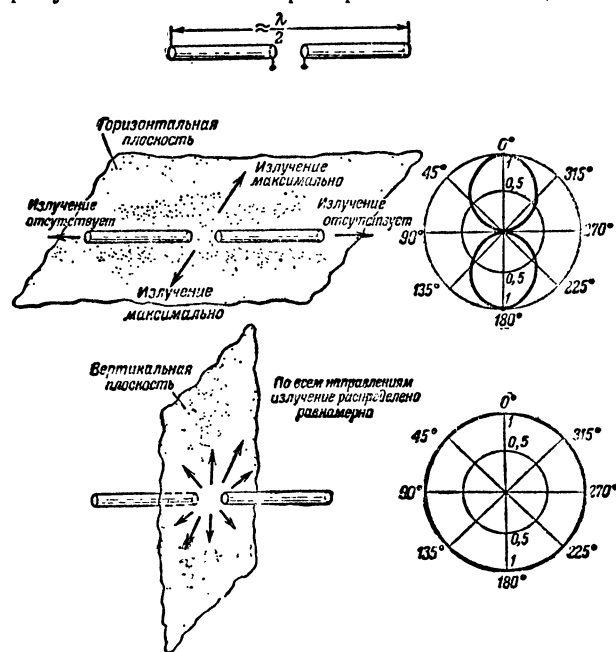 ≈ λ/2
Горизонтальная
плоскость
Излучение
максимально
Излучение
отсутствует
Излучение
отсутствует
Излучение
максимально
0°
45°
315°
1
0,5
90°
270°
0,5
135°
225°
1
180°
Вертикальная
плоскость
По всем направлениям
излучение распределено
равномерно
0°
45°
315°
1
0,5
90°
270°
0,5
135°
225°
1
180°